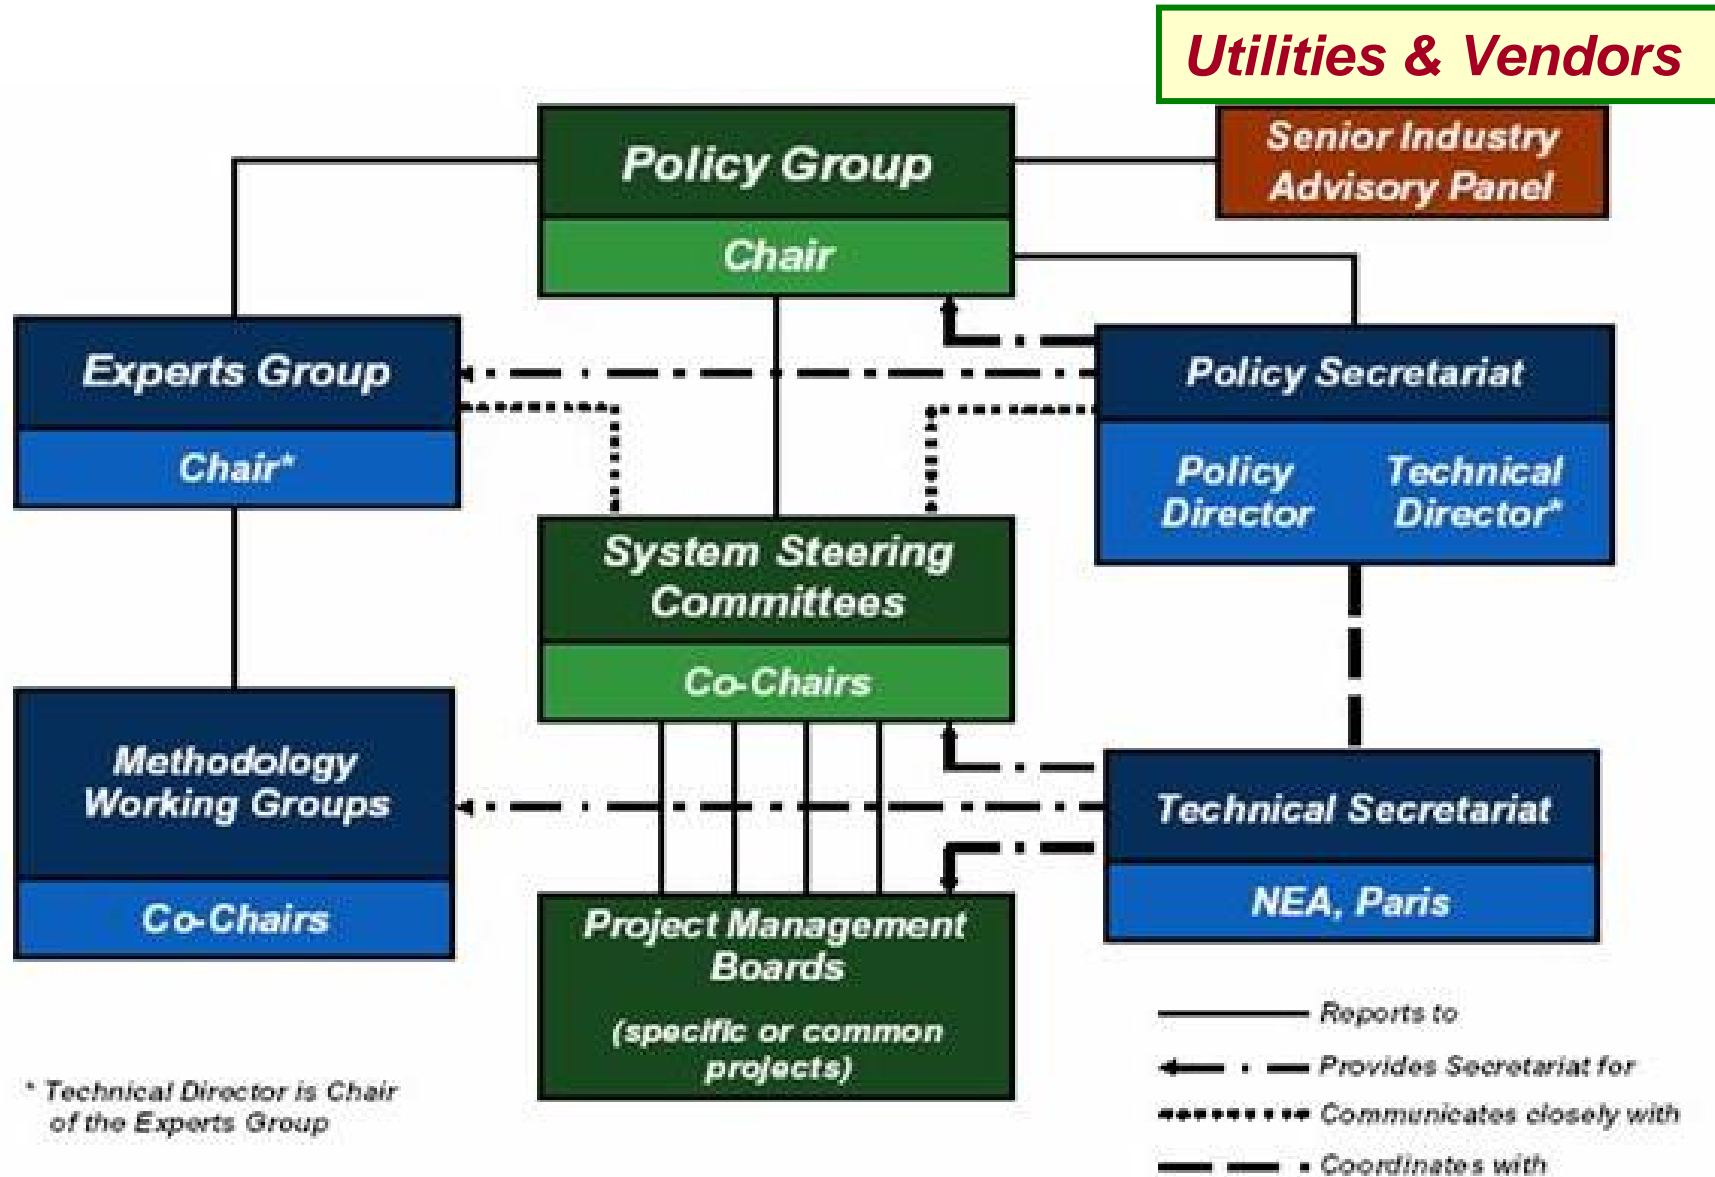 Utilities & Vendors
Policy Group
Chair
Senior Industry
Advisory Panel
Experts Group
Chair*
Policy Secretariat
Policy
Director
Technical
Director*
System Steering
Committees
Co-Chairs
Methodology
Working Groups
Co-Chairs
Technical Secretariat
NEA, Paris
Project Management
Boards
(specific or common
projects)
* Technical Director is Chair
of the Experts Group
Reports to
Provides Secretariat for
Communicates closely with
Coordinates with